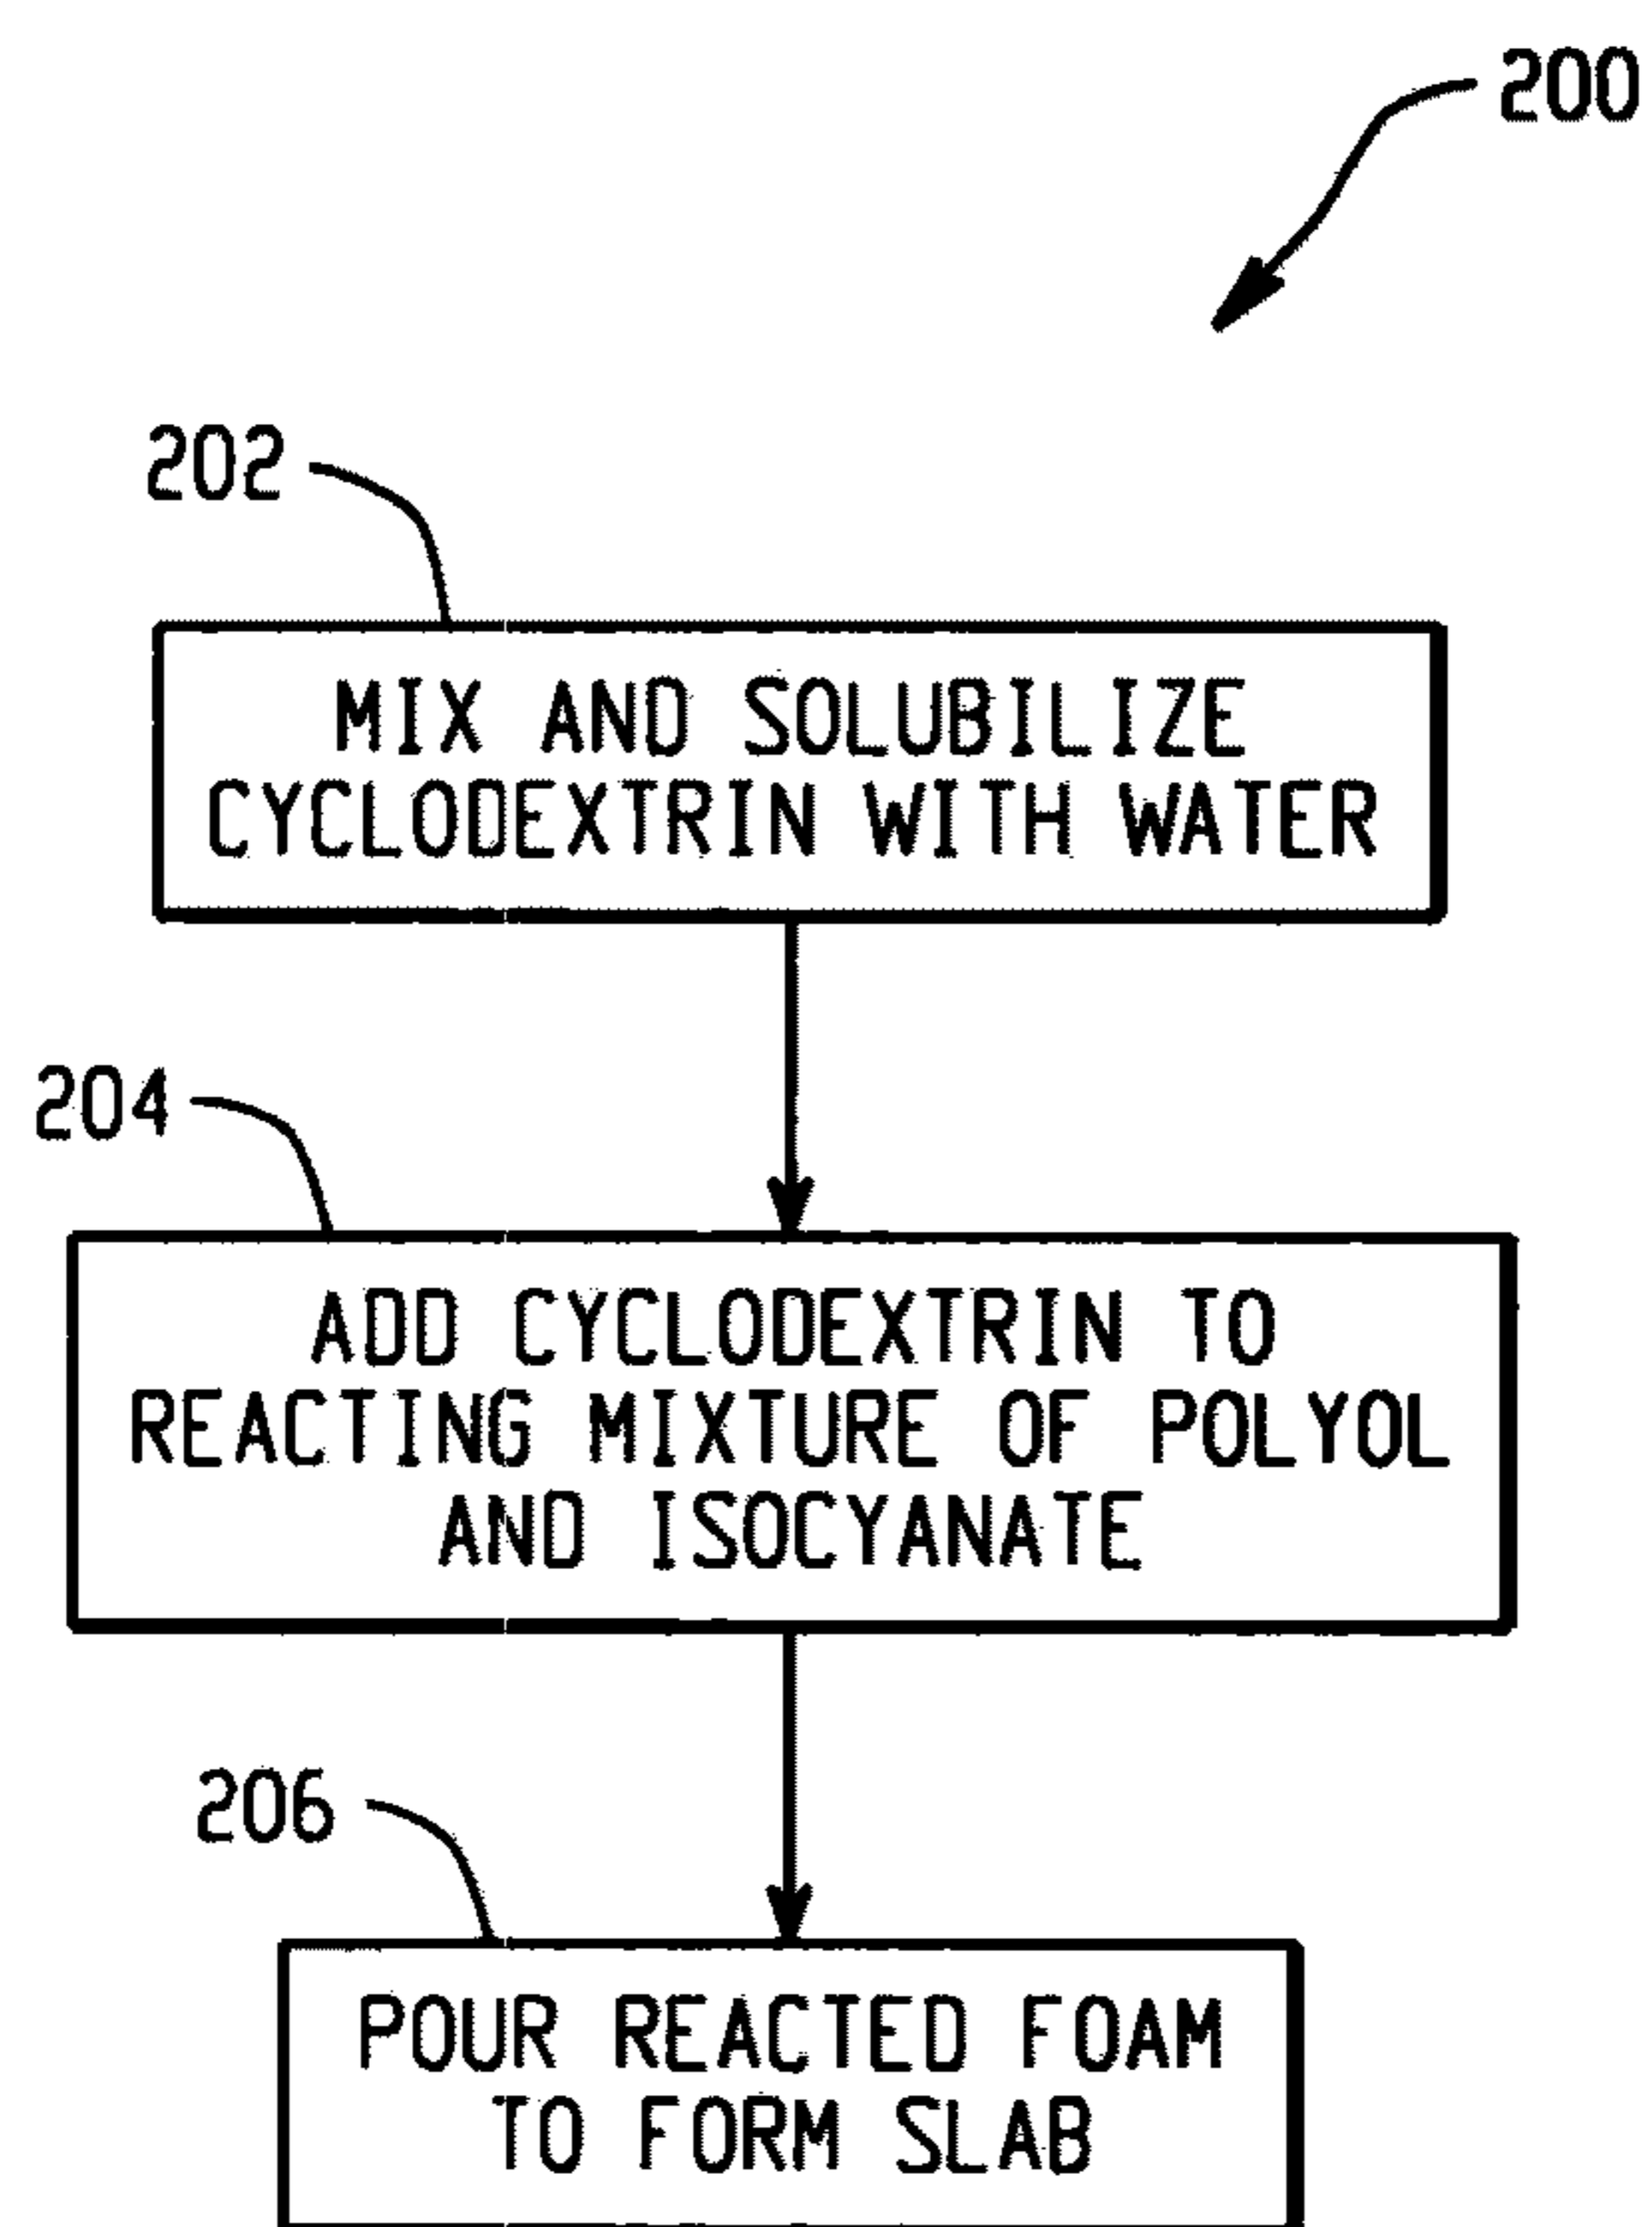 200
202
MIX AND SOLUBILIZE
CYCLODEXTRIN WITH WATER
204
ADD CYCLODEXTRIN TO
REACTING MIXTURE OF POLYOL
AND ISOCYANATE
206
POUR REACTED FOAM
TO FORM SLAB